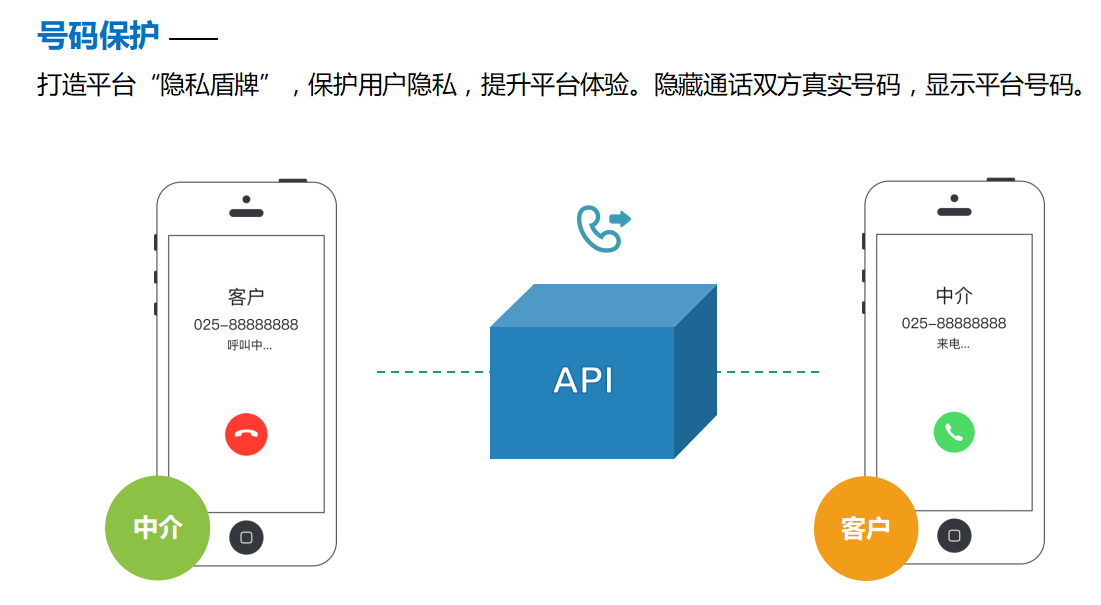 号码保护 ——
打造平台“隐私盾牌”，保护用户隐私，提升平台体验。隐藏通话双方真实号码，显示平台号码。
客户
025-88888888
呼叫中...
中介
API
中介
025-88888888
来电...
客户